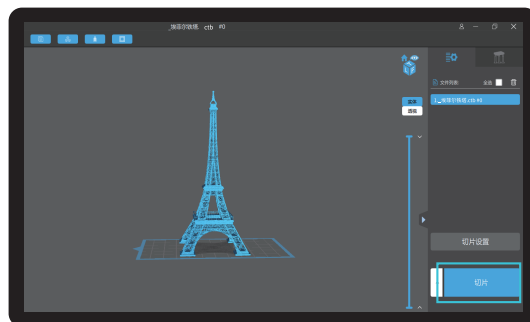 _埃菲尔铁塔. ctb #0
文件列表:
全选
1._埃菲尔铁塔.ctb #0
实体
透视
切片设置
切片